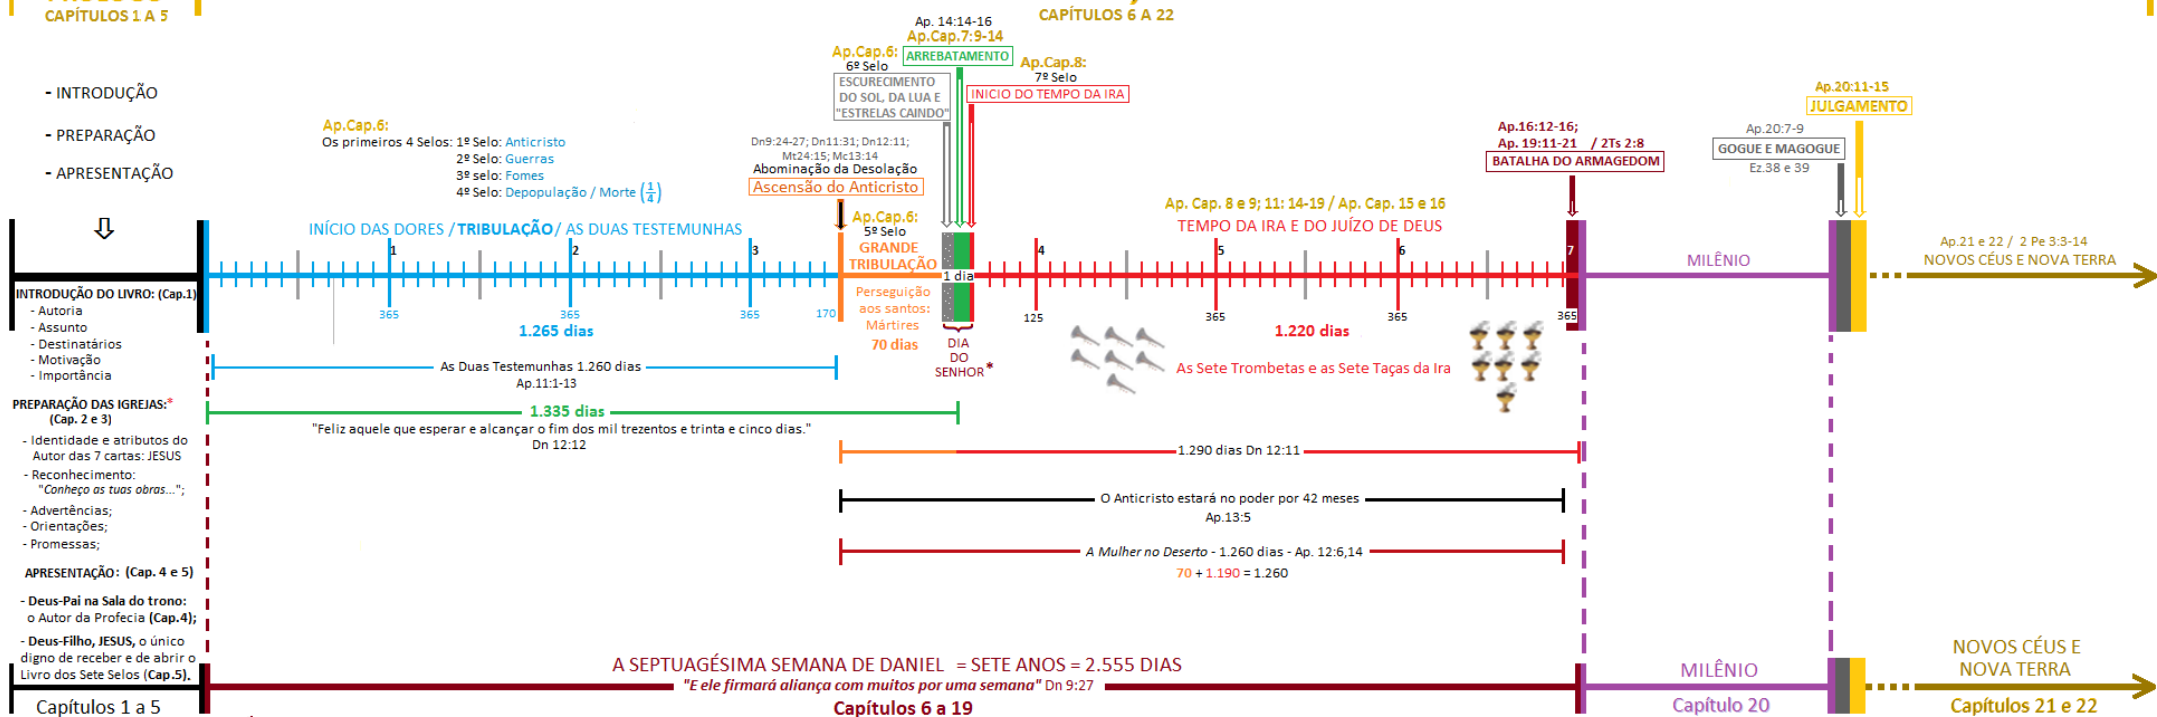 CAPÍTULOS 1 A 5
CAPÍTULOS 6 A 22
- INTRODUÇÃO
- PREPARAÇÃO
- APRESENTAÇÃO
Ap.Cap.6:
Os primeiros 4 Selos: 1º Selo: Anticristo
2º Selo: Guerras
3º selo: Fomes
4º Selo: Depopulação / Morte (1/4)
Dn9:24-27; Dn11:31; Dn12:11;
Mt24:15; Mc13:14
Abominação da Desolação
Ascensão do Anticristo
Ap.Cap.6:
6º Selo
ESCURECIMENTO
DO SOL, DA LUA E
"ESTRELAS CAINDO"
Ap. 14:14-16
Ap.Cap.7:9-14
ARREBATAMENTO
Ap.Cap.8:
7º Selo
INICIO DO TEMPO DA IRA
Ap.16:12-16;
Ap. 19:11-21 / 2Ts 2:8
BATALHA DO ARMAGEDOM
Ap.20:7-9
GOGUE E MAGOGUE
Ez.38 e 39
Ap.20:11-15
JULGAMENTO
INÍCIO DAS DORES / TRIBULAÇÃO / AS DUAS TESTEMUNHAS
1
2
3
365
365
365
170
1.265 dias
Ap.Cap.6:
5º Selo
GRANDE
TRIBULAÇÃO
Perseguição
aos santos:
Mártires
70 dias
1 dia
DIA
DO
SENHOR *
Ap. Cap. 8 e 9; 11: 14-19 / Ap. Cap. 15 e 16
TEMPO DA IRA E DO JUÍZO DE DEUS
4
5
6
7
125
365
365
365
1.220 dias
As Sete Trombetas e as Sete Taças da Ira
MILÊNIO
Ap.21 e 22 / 2 Pe 3:3-14
NOVOS CÉUS E NOVA TERRA
As Duas Testemunhas 1.260 dias
Ap.11:1-13
1.335 dias
"Feliz aquele que esperar e alcançar o fim dos mil trezentos e trinta e cinco dias."
Dn 12:12
1.290 dias Dn 12:11
O Anticristo estará no poder por 42 meses
Ap.13:5
A Mulher no Deserto - 1.260 dias - Ap. 12:6,14
70 + 1.190 = 1.260
INTRODUÇÃO DO LIVRO: (Cap.1)
- Autoria
- Assunto
- Destinatários
- Motivação
- Importância
PREPARAÇÃO DAS IGREJAS:*
(Cap. 2 e 3)
- Identidade e atributos do
Autor das 7 cartas: JESUS
- Reconhecimento:
"Conheço as tuas obras...";
- Advertências;
- Orientações;
- Promessas;
APRESENTAÇÃO: (Cap. 4 e 5)
- Deus-Pai na Sala do trono:
o Autor da Profecia (Cap.4);
- Deus-Filho, JESUS, o único
digno de receber e de abrir o
Livro dos Sete Selos (Cap.5).
Capítulos 1 a 5
A SEPTUAGÉSIMA SEMANA DE DANIEL = SETE ANOS = 2.555 DIAS
"E ele firmará aliança com muitos por uma semana" Dn 9:27
Capítulos 6 a 19
MILÊNIO
Capítulo 20
NOVOS CÉUS E
NOVA TERRA
Capítulos 21 e 22